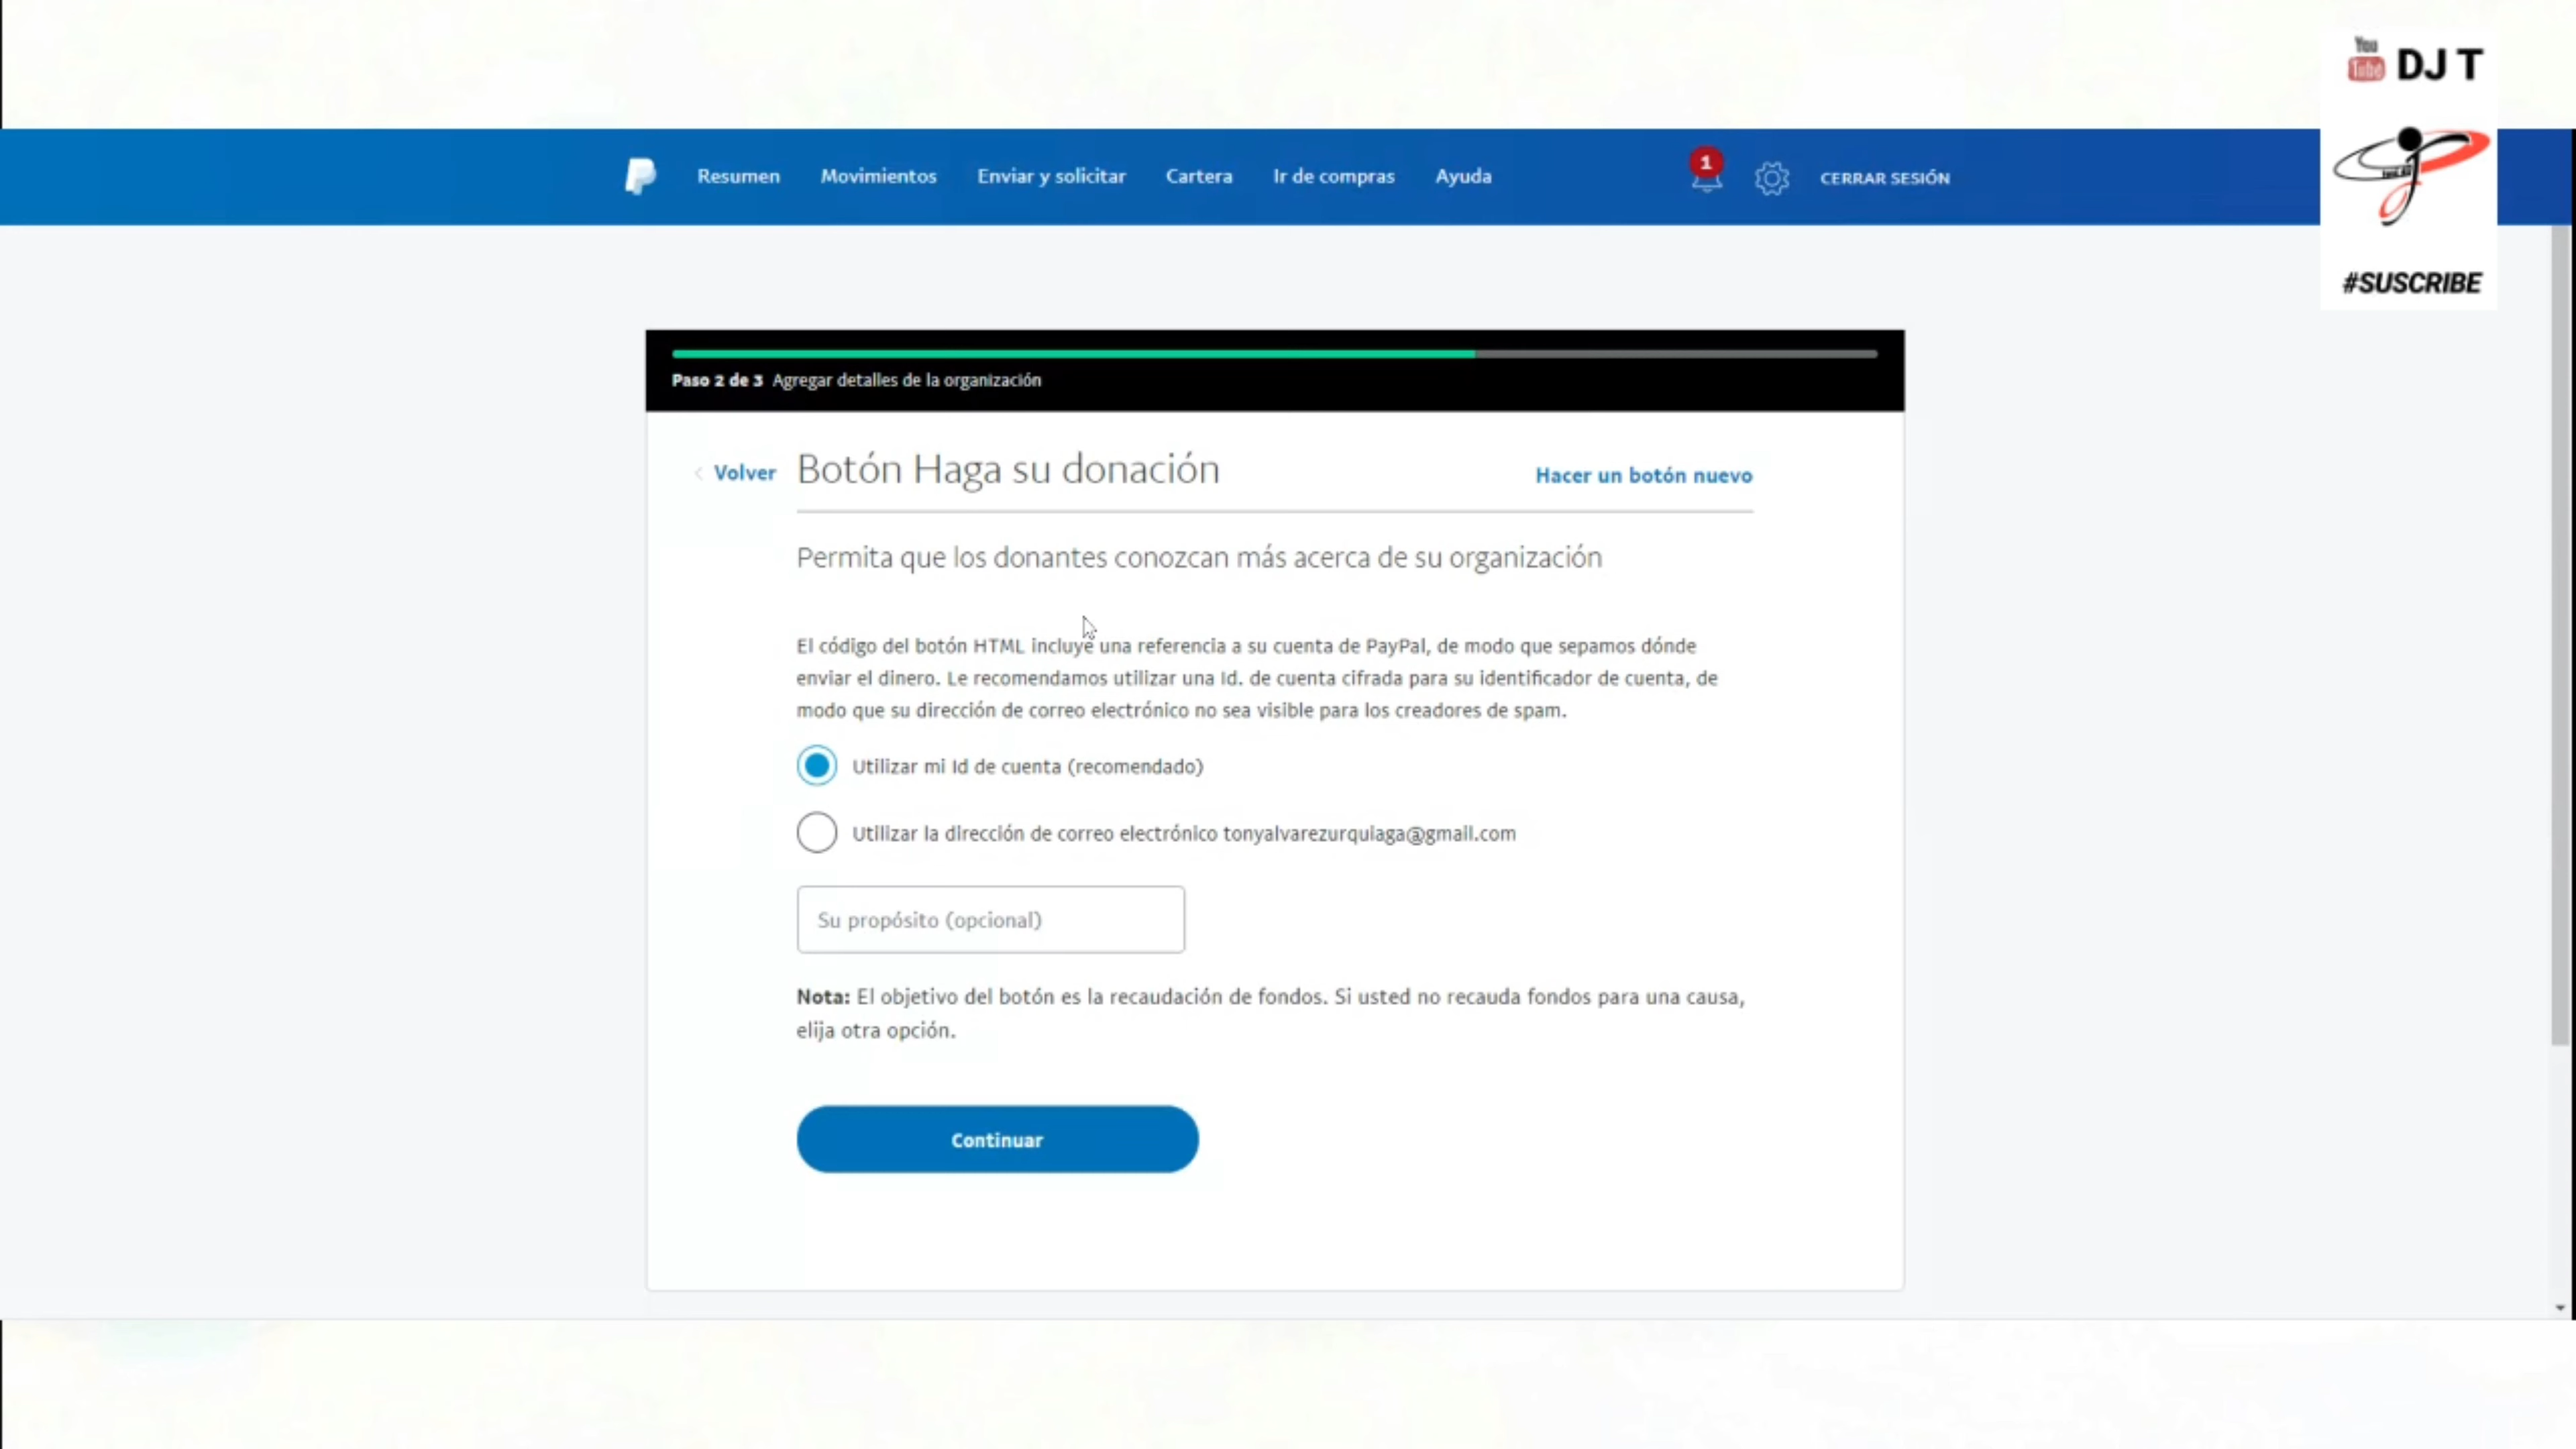 You
Tube DJ T
#SUSCRIBE
Resumen Movimientos Enviar y solicitar Cartera Ir de compras Ayuda 1 CERRAR SESIÓN
Paso 2 de 3 Agregar detalles de la organización
Volver Botón Haga su donación Hacer un botón nuevo
Permita que los donantes conozcan más acerca de su organización
El código del botón HTML incluye una referencia a su cuenta de PayPal, de modo que sepamos dónde
enviar el dinero. Le recomendamos utilizar una Id. de cuenta cifrada para su identificador de cuenta, de
modo que su dirección de correo electrónico no sea visible para los creadores de spam.
Utilizar mi Id de cuenta (recomendado)
Utilizar la dirección de correo electrónico tonyalvarezurquiaga@gmail.com
Su propósito (opcional)
Nota: El objetivo del botón es la recaudación de fondos. Si usted no recauda fondos para una causa,
elija otra opción.
Continuar